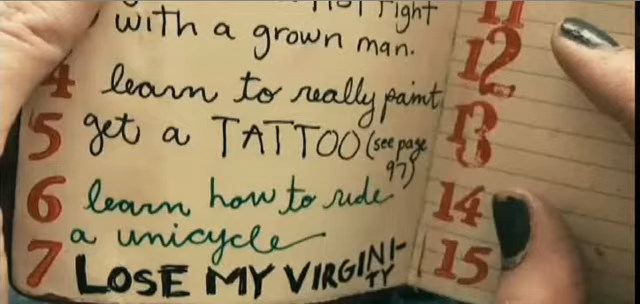 right
with a grown man.
4 learn to really paint
5 get a TATTOO (see page
97)
6 learn how to ride
a unicycle
7 LOSE MY VIRGINI-
TY
11
12
13
14
15